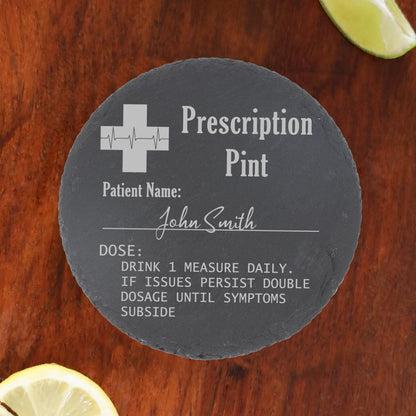 Prescription
Pint
Patient Name:
John Smith
DOSE:
DRINK 1 MEASURE DAILY.
IF ISSUES PERSIST DOUBLE
DOSAGE UNTIL SYMPTOMS
SUBSIDE